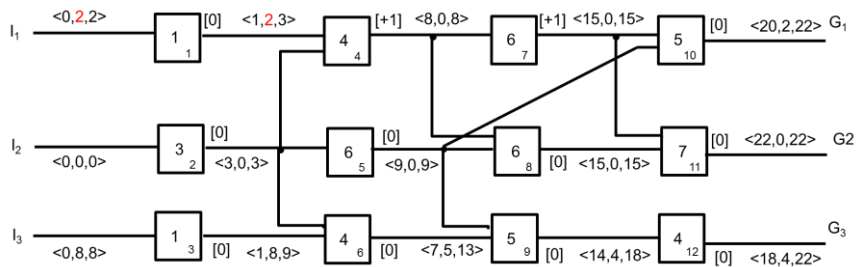 <0,2,2> [0] <1,2,3> [+1] <8,0,8> [+1] <15,0,15> [0] <20,2,22> G1
I1 1 1 4 4 6 7 5 10
I2 [0] [0] [0] <22,0,22> G2
3 2 6 5 6 8 7 11
<0,0,0> <3,0,3> <9,0,9> [0] <15,0,15>
I3 1 3 4 6 5 9 4 12 G3
<0,8,8> [0] <1,8,9> [0] <7,5,13> [0] <14,4,18> [0] <18,4,22>